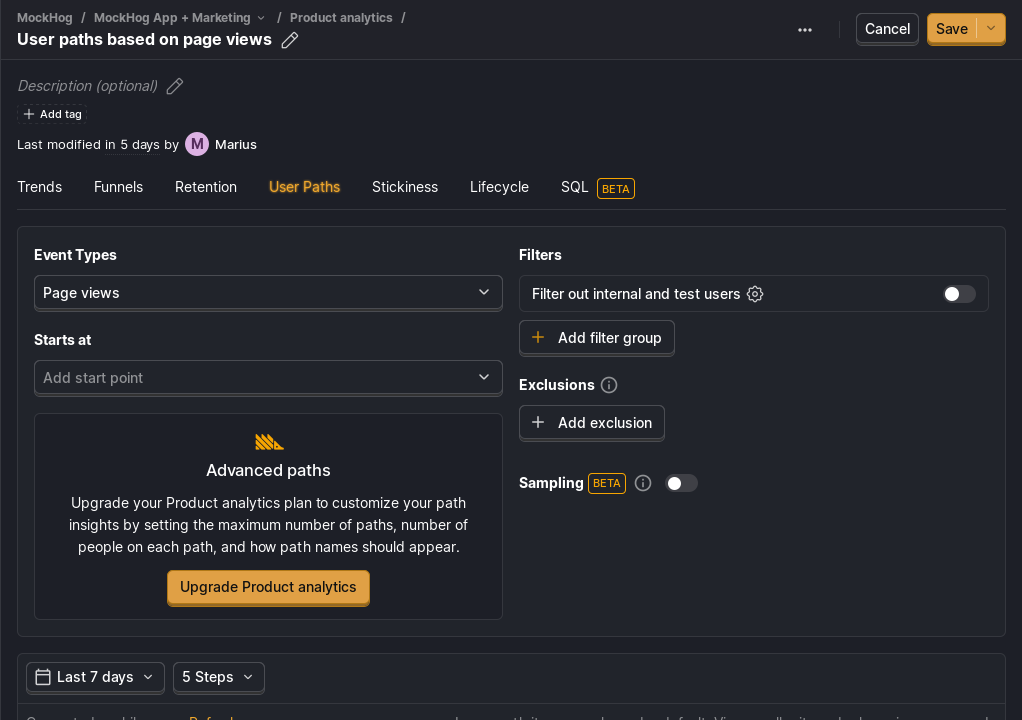 MockHog / MockHog App + Marketing / Product analytics /
User paths based on page views
Cancel
Save
Description (optional)
Add tag
Last modified in 5 days by M Marius
Trends Funnels Retention User Paths Stickiness Lifecycle SQL BETA
Event Types
Page views
Starts at
Add start point
Advanced paths
Upgrade your Product analytics plan to customize your path
insights by setting the maximum number of paths, number of
people on each path, and how path names should appear.
Upgrade Product analytics
Filters
Filter out internal and test users
Add filter group
Exclusions
Add exclusion
Sampling BETA
Last 7 days 5 Steps